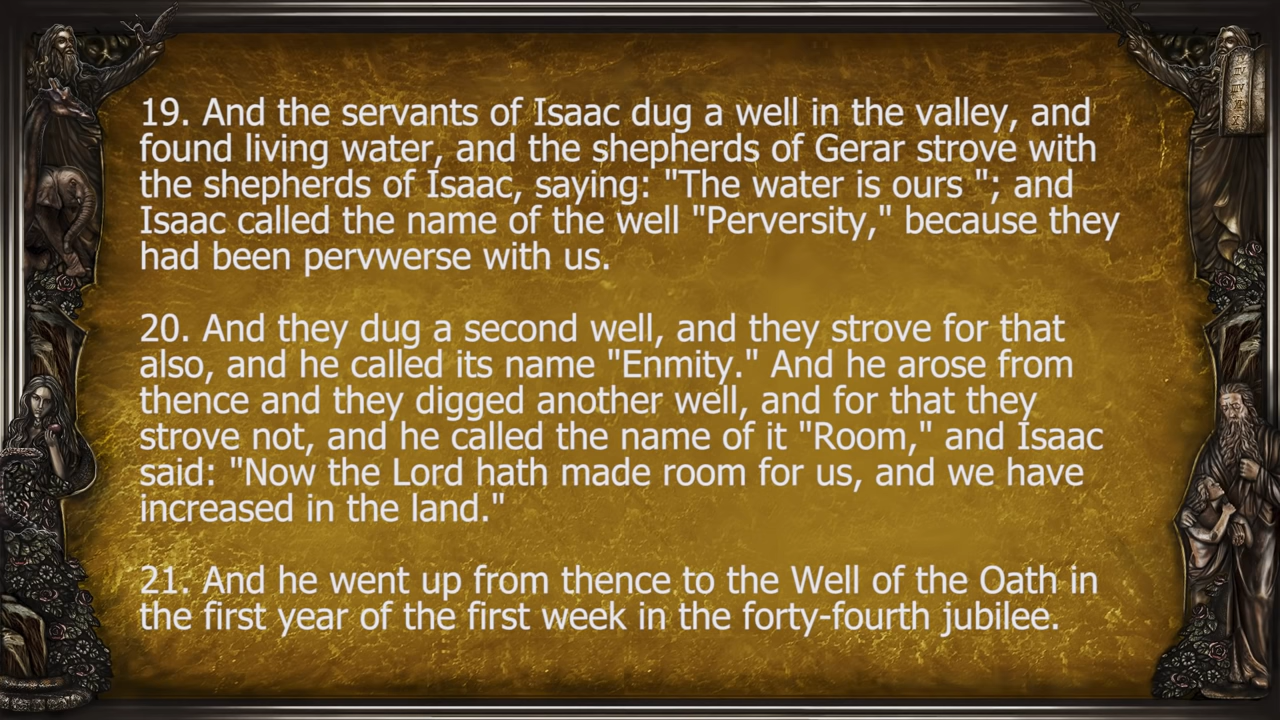 19. And the servants of Isaac dug a well in the valley, and
found living water, and the shepherds of Gerar strove with
the shepherds of Isaac, saying: "The water is ours "; and
Isaac called the name of the well "Perversity," because they
had been pervwerse with us.
20. And they dug a second well, and they strove for that
also, and he called its name "Enmity." And he arose from
thence and they digged another well, and for that they
strove not, and he called the name of it "Room," and Isaac
said: "Now the Lord hath made room for us, and we have
increased in the land."
21. And he went up from thence to the Well of the Oath in
the first year of the first week in the forty-fourth jubilee.